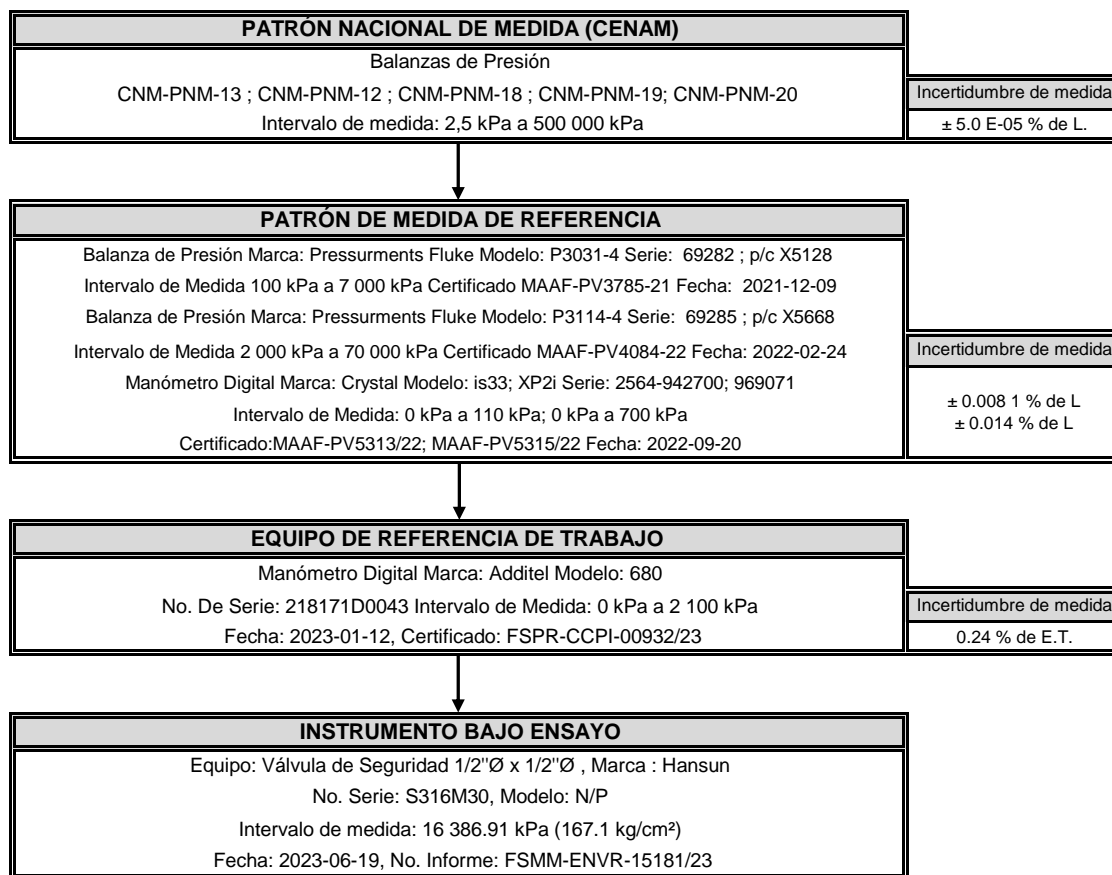 PATRÓN NACIONAL DE MEDIDA (CENAM)
Balanzas de Presión
CNM-PNM-13 ; CNM-PNM-12 ; CNM-PNM-18 ; CNM-PNM-19; CNM-PNM-20
Intervalo de medida: 2,5 kPa a 500 000 kPa
Incertidumbre de medida
± 5.0 E-05 % de L.
PATRÓN DE MEDIDA DE REFERENCIA
Balanza de Presión Marca: Pressurments Fluke Modelo: P3031-4 Serie: 69282 ; p/c X5128
Intervalo de Medida 100 kPa a 7 000 kPa Certificado MAAF-PV3785-21 Fecha: 2021-12-09
Balanza de Presión Marca: Pressurments Fluke Modelo: P3114-4 Serie: 69285 ; p/c X5668
Intervalo de Medida 2 000 kPa a 70 000 kPa Certificado MAAF-PV4084-22 Fecha: 2022-02-24
Manómetro Digital Marca: Crystal Modelo: is33; XP2i Serie: 2564-942700; 969071
Intervalo de Medida: 0 kPa a 110 kPa; 0 kPa a 700 kPa
Certificado:MAAF-PV5313/22; MAAF-PV5315/22 Fecha: 2022-09-20
Incertidumbre de medida
± 0.008 1 % de L
± 0.014 % de L
EQUIPO DE REFERENCIA DE TRABAJO
Manómetro Digital Marca: Additel Modelo: 680
No. De Serie: 218171D0043 Intervalo de Medida: 0 kPa a 2 100 kPa
Fecha: 2023-01-12, Certificado: FSPR-CCPI-00932/23
Incertidumbre de medida
0.24 % de E.T.
INSTRUMENTO BAJO ENSAYO
Equipo: Válvula de Seguridad 1/2"Ø x 1/2"Ø , Marca : Hansun
No. Serie: S316M30, Modelo: N/P
Intervalo de medida: 16 386.91 kPa (167.1 kg/cm²)
Fecha: 2023-06-19, No. Informe: FSMM-ENVR-15181/23